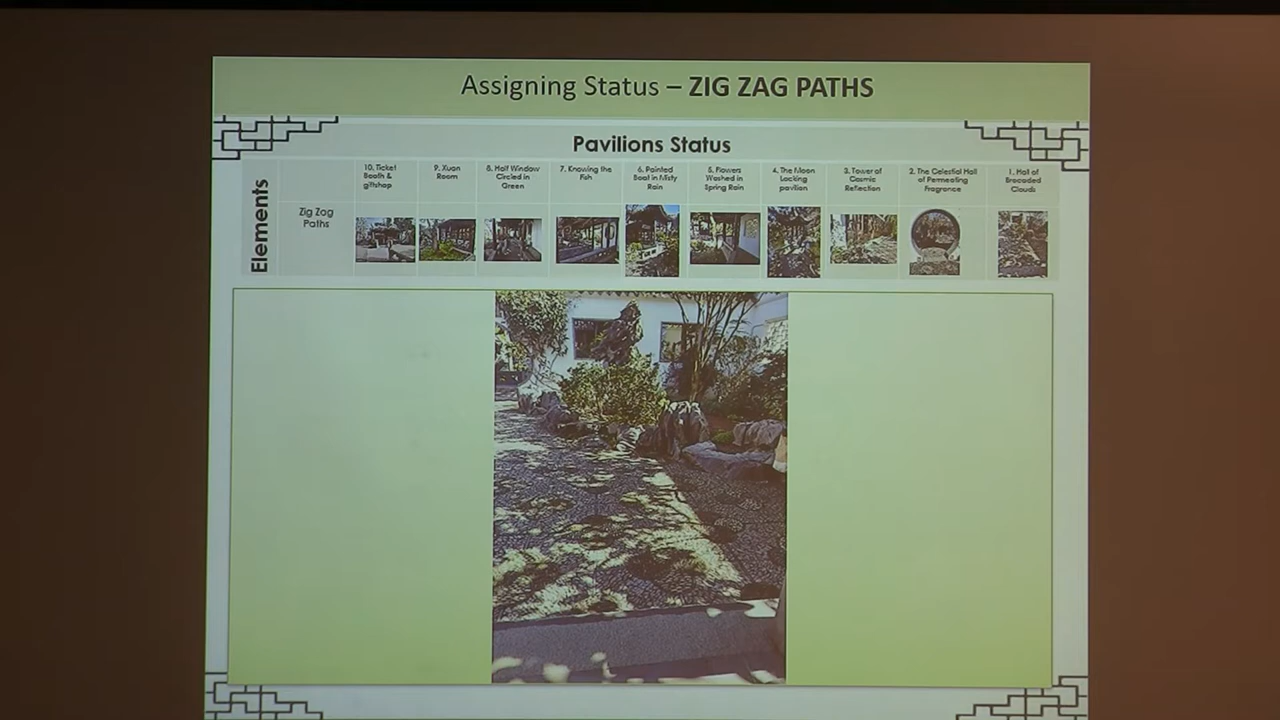 Assigning Status – ZIG ZAG PATHS
Pavilions Status
Elements
10. Ticket
Booth &
giftshop
9. Xuan
Room
8. Half Window
Circled in
Green
7. Knowing the
Fish
6. Painted
Boat in Misty
Rain
5. Flowers
Washed in
Spring Rain
4. The Moon
Locking
pavilion
3. Tower of
Cosmic
Reflection
2. The Celestial Hall
of Permeating
Fragrance
1. Hall of
Brocaded
Clouds
Zig Zag
Paths